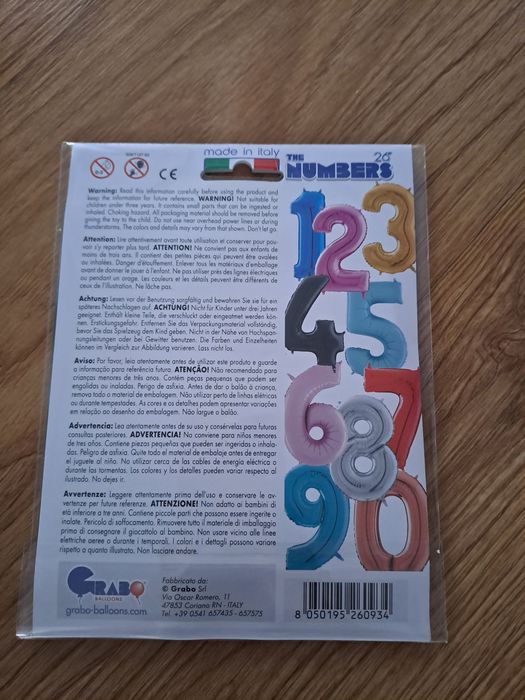 made in italy
THE NUMBERS 26"
0-3
DON'T LET GO
CE
Warning: Read this information carefully before using the product and
keep the information for future reference. WARNING! Not suitable for
children under three years. It contains small parts that can be ingested or
inhaled. Choking hazard. All packaging material should be removed before
giving the toy to the child. Do not use near overhead power lines or during
thunderstorms. The colors and details may vary from that shown. Don't let go.
Attention: Lire attentivement avant toute utilisation et conserver pour pou-
voir s'y reporter plus tard. ATTENTION! Ne convient pas aux enfants de
moins de trois ans. Il contient des petites pièces qui peuvent être avalées
ou inhalées. Danger d'étouffement. Enlever tous les matériaux d'emballage
avant de donner le jouer à l'enfant. Ne pas utiliser près des lignes électriques
ou pendant un orage. Les couleurs et les détails peuvent être différents de
ceux de l'illustration. Ne lâche pas.
Achtung: Lesen vor der Benutzung sorgfältig und bewahren Sie sie für ein
späteres Nachschlagen auf. ACHTUNG! Nicht für Kinder unter drei Jahren
geeignet. Enthält kleine Teile, die verschluckt oder eingeatmet werden kön-
nen. Erstickungsgefahr. Entfernen Sie das Verpackungsmaterial vollständig,
bevor Sie das Spielzeug dem Kind geben. Nicht in der Nähe von Hochspan-
nungsleitungen oder bei Gewitter benutzen. Die Farben und Einzelheiten
können im Vergleich zur Abbildung variieren. Lass nicht los.
Aviso: Por favor, leia atentamente antes de utilizar este produto e guarde
a informação para referência futura. ATENÇÃO! Não recomendado para
crianças menores de três anos. Contém peças pequenas que podem ser
engolidas ou inaladas. Perigo de asfixia. Antes de dar o balão à criança,
remova todo o material de embalagem. Não utilizar perto de linhas elétricas
ou durante tempestades. As cores e os detalhes podem apresentar variações
em relação ao desenho da embalagem. Não largue o balão.
Advertencia: Lea atentamente antes de su uso y consérvelas para futuras
consultas posteriores. ADVERTENCIA! No conviene para niños menores
de tres años. Contiene piezas pequeñas que pueden ser ingeridas o inhala-
das. Peligro de asfixia. Quite todo el material de embalaje antes de entregar
el juguete al niño. No utilizar cerca de los cables de energía eléctrica o
durante las tormentas. Los colores y los detalles pueden variar respecto al
ilustrado. No dejes ir.
Avvertenze: Leggere attentamente prima dell'uso e conservare le av-
vertenze per future referenze. ATTENZIONE! Non adatto ai bambini di
età inferiore a tre anni. Contiene piccole parti che possono essere ingerite o
inalate. Pericolo di soffocamento. Rimuovere tutto il materiale di imballaggio
prima di consegnare il giocattolo al bambino. Non usare vicino alle linee
elettriche aeree o durante i temporali. I colori e i dettagli possono variare
rispetto a quanto illustrato. Non lasciare andare.
1 2 3
4 5
6 8 7
9 0
GRABO
BALLOONS
grabo-balloons.com
Fabbricato da:
© Grabo Srl
Via Oscar Romero, 11
47853 Coriano RN - ITALY
Tel. +39 0541 657435 - 657575
8 050195 260934